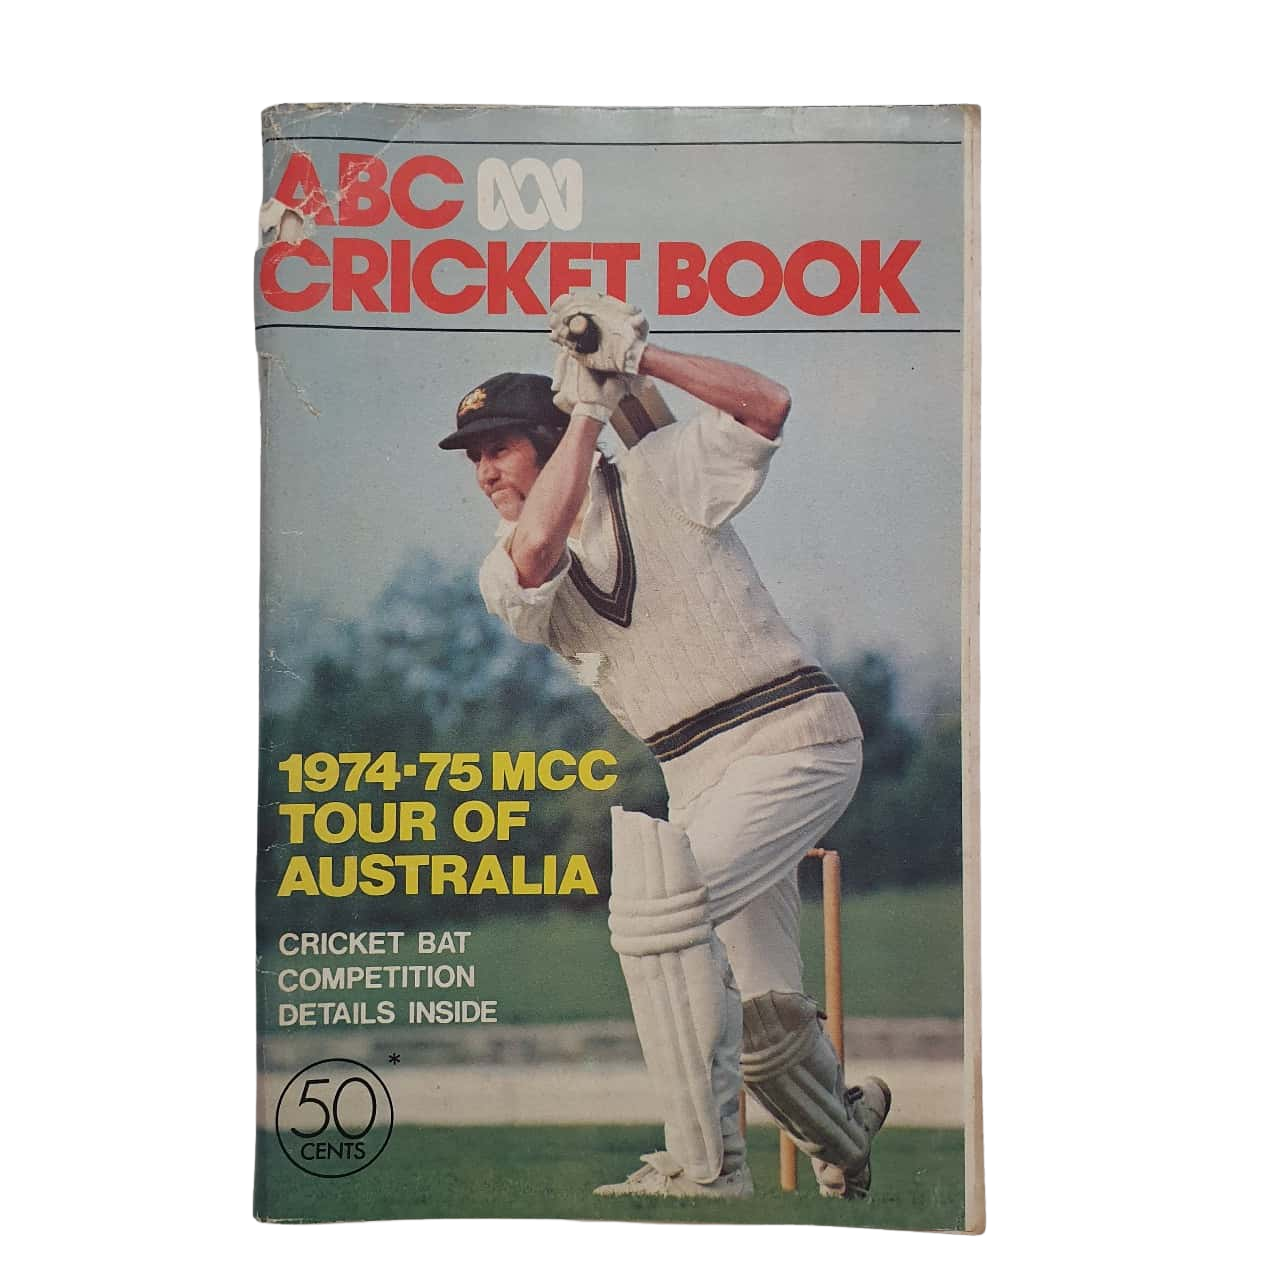 ABC
CRICKET BOOK
1974·75 MCC
TOUR OF
AUSTRALIA
CRICKET BAT
COMPETITION
DETAILS INSIDE
*
50
CENTS